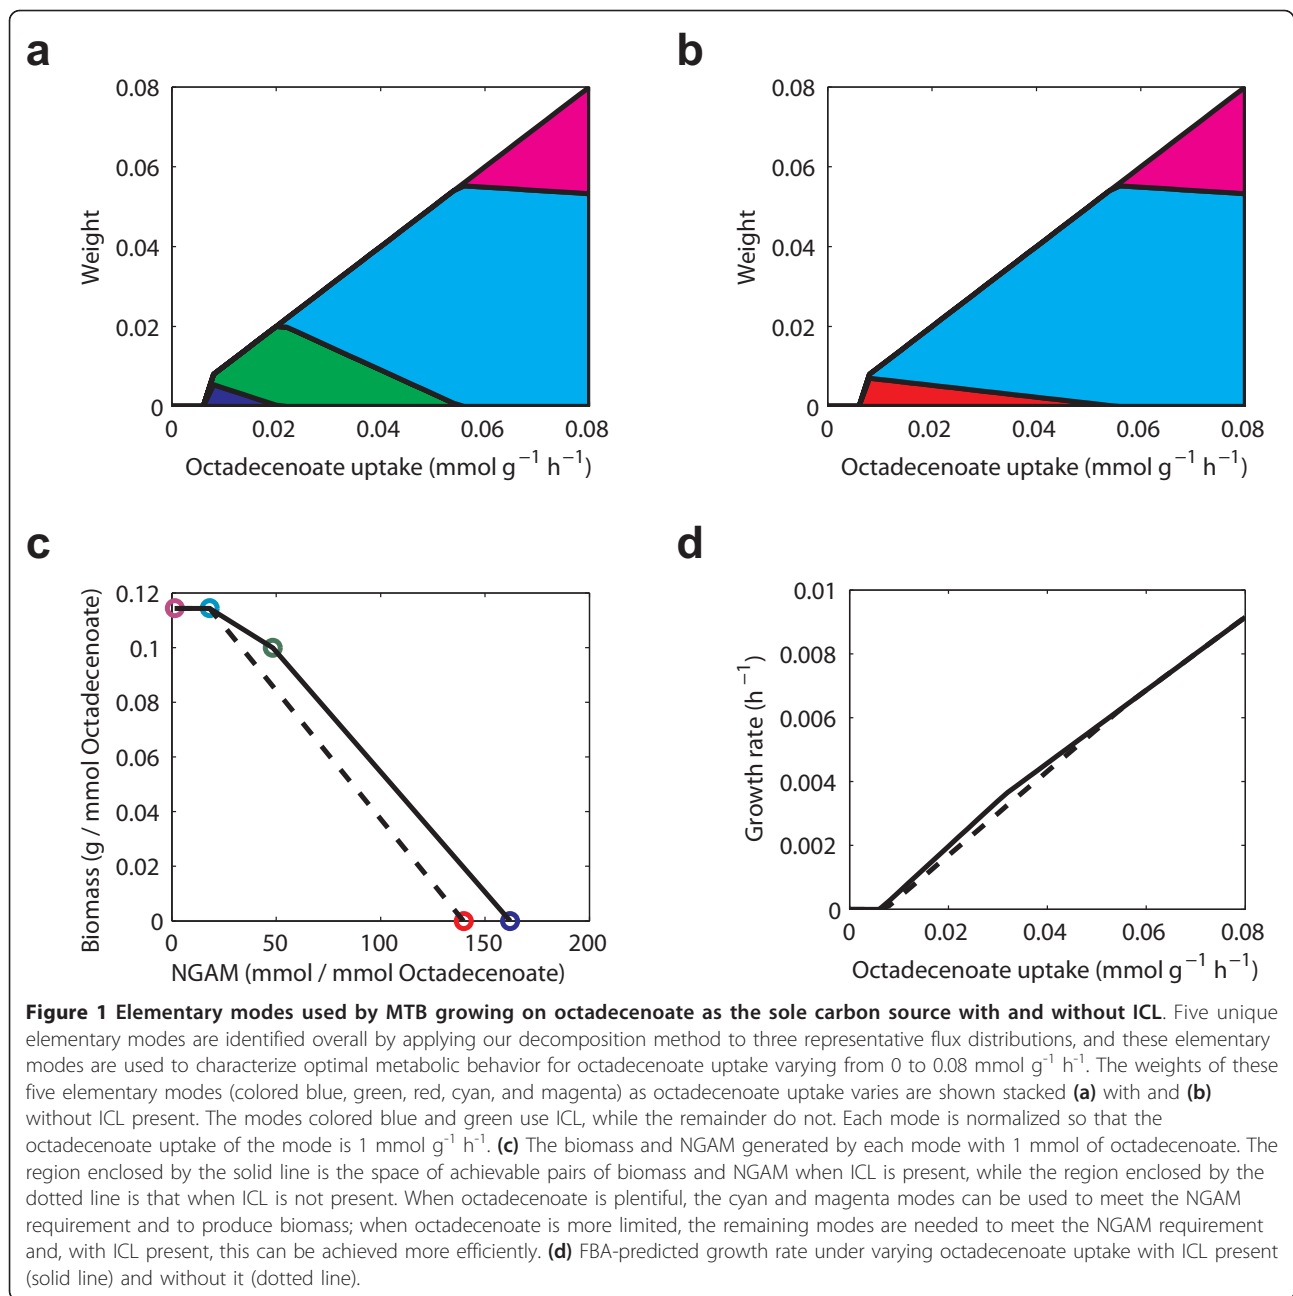 a
b
0.08
0.06
0.04
0.02
0
Weight
0
0.02
0.04
0.06
0.08
Octadecenoate uptake (mmol g⁻¹ h⁻¹)
0.08
0.06
0.04
0.02
0
Weight
0
0.02
0.04
0.06
0.08
Octadecenoate uptake (mmol g⁻¹ h⁻¹)
c
d
0.12
0.1
0.08
0.06
0.04
0.02
0
Biomass (g / mmol Octadecenoate)
0
50
100
150
200
NGAM (mmol / mmol Octadecenoate)
0.01
0.008
0.006
0.004
0.002
0
Growth rate (h⁻¹)
0
0.02
0.04
0.06
0.08
Octadecenoate uptake (mmol g⁻¹ h⁻¹)
Figure 1 Elementary modes used by MTB growing on octadecenoate as the sole carbon source with and without ICL. Five unique
elementary modes are identified overall by applying our decomposition method to three representative flux distributions, and these elementary
modes are used to characterize optimal metabolic behavior for octadecenoate uptake varying from 0 to 0.08 mmol g⁻¹ h⁻¹. The weights of these
five elementary modes (colored blue, green, red, cyan, and magenta) as octadecenoate uptake varies are shown stacked (a) with and (b)
without ICL present. The modes colored blue and green use ICL, while the remainder do not. Each mode is normalized so that the
octadecenoate uptake of the mode is 1 mmol g⁻¹ h⁻¹. (c) The biomass and NGAM generated by each mode with 1 mmol of octadecenoate. The
region enclosed by the solid line is the space of achievable pairs of biomass and NGAM when ICL is present, while the region enclosed by the
dotted line is that when ICL is not present. When octadecenoate is plentiful, the cyan and magenta modes can be used to meet the NGAM
requirement and to produce biomass; when octadecenoate is more limited, the remaining modes are needed to meet the NGAM requirement
and, with ICL present, this can be achieved more efficiently. (d) FBA-predicted growth rate under varying octadecenoate uptake with ICL present
(solid line) and without it (dotted line).